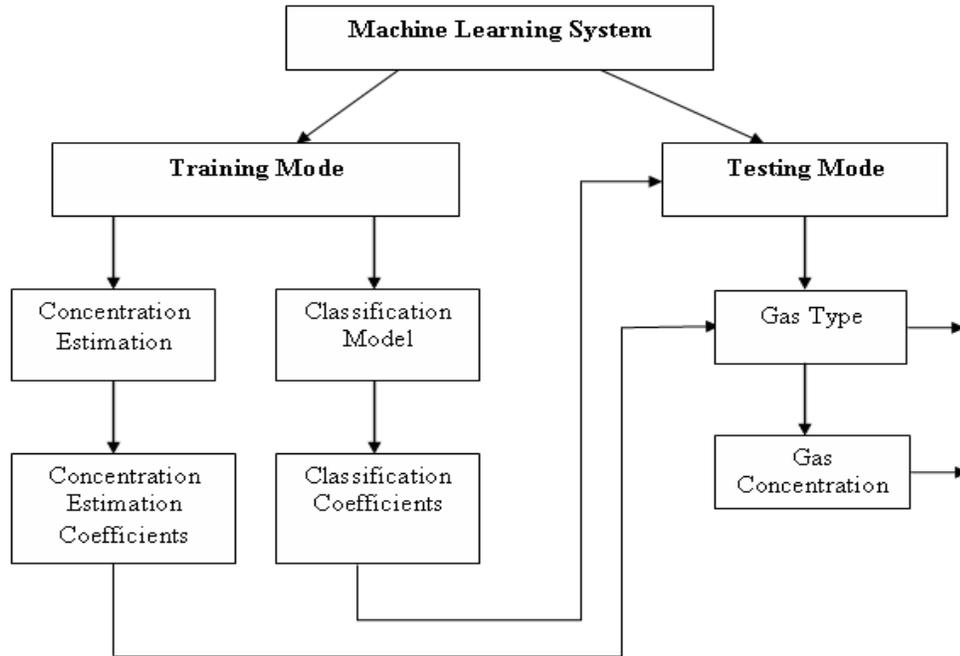 Machine Learning System
Training Mode
Testing Mode
Concentration
Estimation
Classification
Model
Gas Type
Concentration
Estimation
Coefficients
Classification
Coefficients
Gas
Concentration